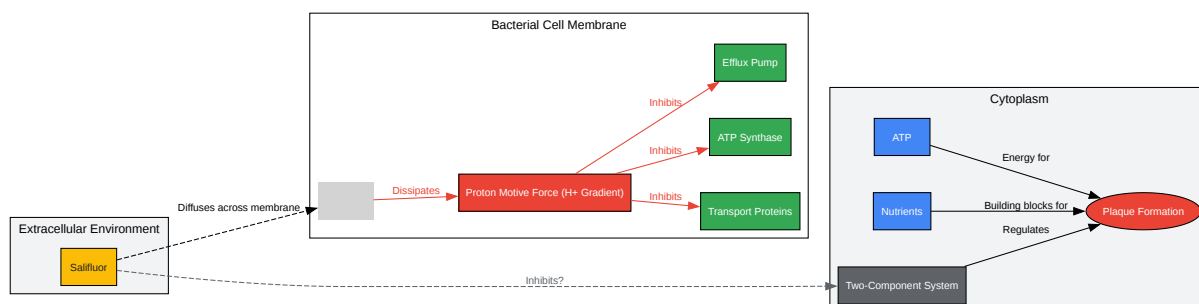 Bacterial Cell Membrane
Efflux Pump
Inhibits
Cytoplasm
ATP Synthase
ATP
Inhibits
Energy for
Dissipates
Proton Motive Force (H+ Gradient)
Inhibits
Diffuses across membrane
Transport Proteins
Nutrients
Building blocks for
Plaque Formation
Extracellular Environment
Regulates
Salifluor
Inhibits?
Two-Component System